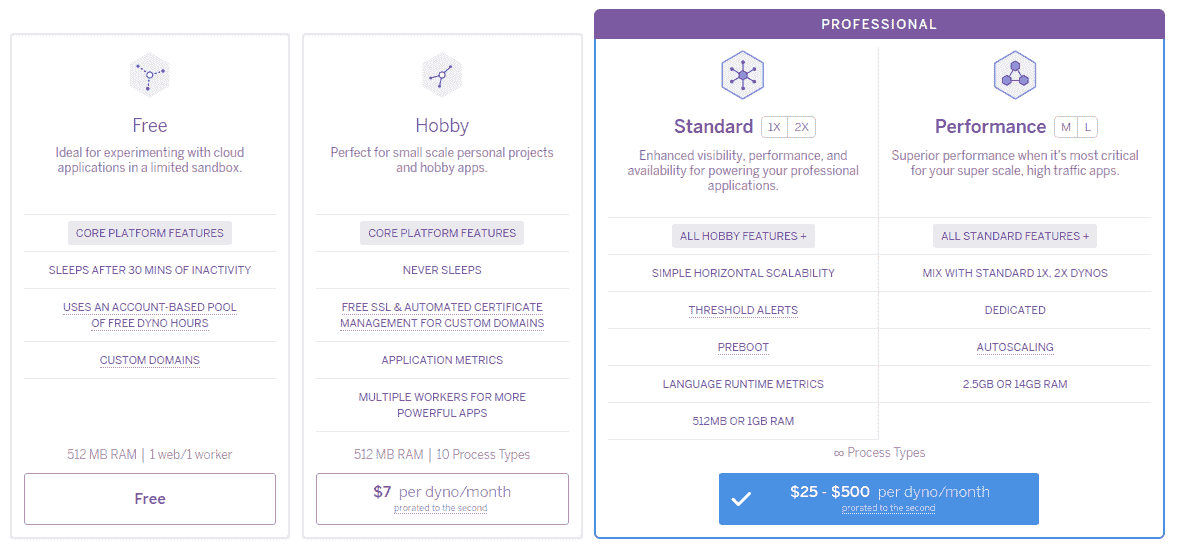 Free
Ideal for experimenting with cloud
applications in a limited sandbox.
CORE PLATFORM FEATURES
SLEEPS AFTER 30 MINS OF INACTIVITY
USES AN ACCOUNT-BASED POOL
OF FREE DYNO HOURS
CUSTOM DOMAINS
512 MB RAM | 1 web/1 worker
Free
Hobby
Perfect for small scale personal projects
and hobby apps.
CORE PLATFORM FEATURES
NEVER SLEEPS
FREE SSL & AUTOMATED CERTIFICATE
MANAGEMENT FOR CUSTOM DOMAINS
APPLICATION METRICS
MULTIPLE WORKERS FOR MORE
POWERFUL APPS
512 MB RAM | 10 Process Types
$7 per dyno/month
prorated to the second
PROFESSIONAL
Standard 1X 2X
Enhanced visibility, performance, and
availability for powering your professional
applications.
ALL HOBBY FEATURES +
SIMPLE HORIZONTAL SCALABILITY
THRESHOLD ALERTS
PREBOOT
LANGUAGE RUNTIME METRICS
512MB OR 1GB RAM
Performance M L
Superior performance when it's most critical
for your super scale, high traffic apps.
ALL STANDARD FEATURES +
MIX WITH STANDARD 1X, 2X DYNOS
DEDICATED
AUTOSCALING
2.5GB OR 14GB RAM
∞ Process Types
$25 - $500 per dyno/month
prorated to the second